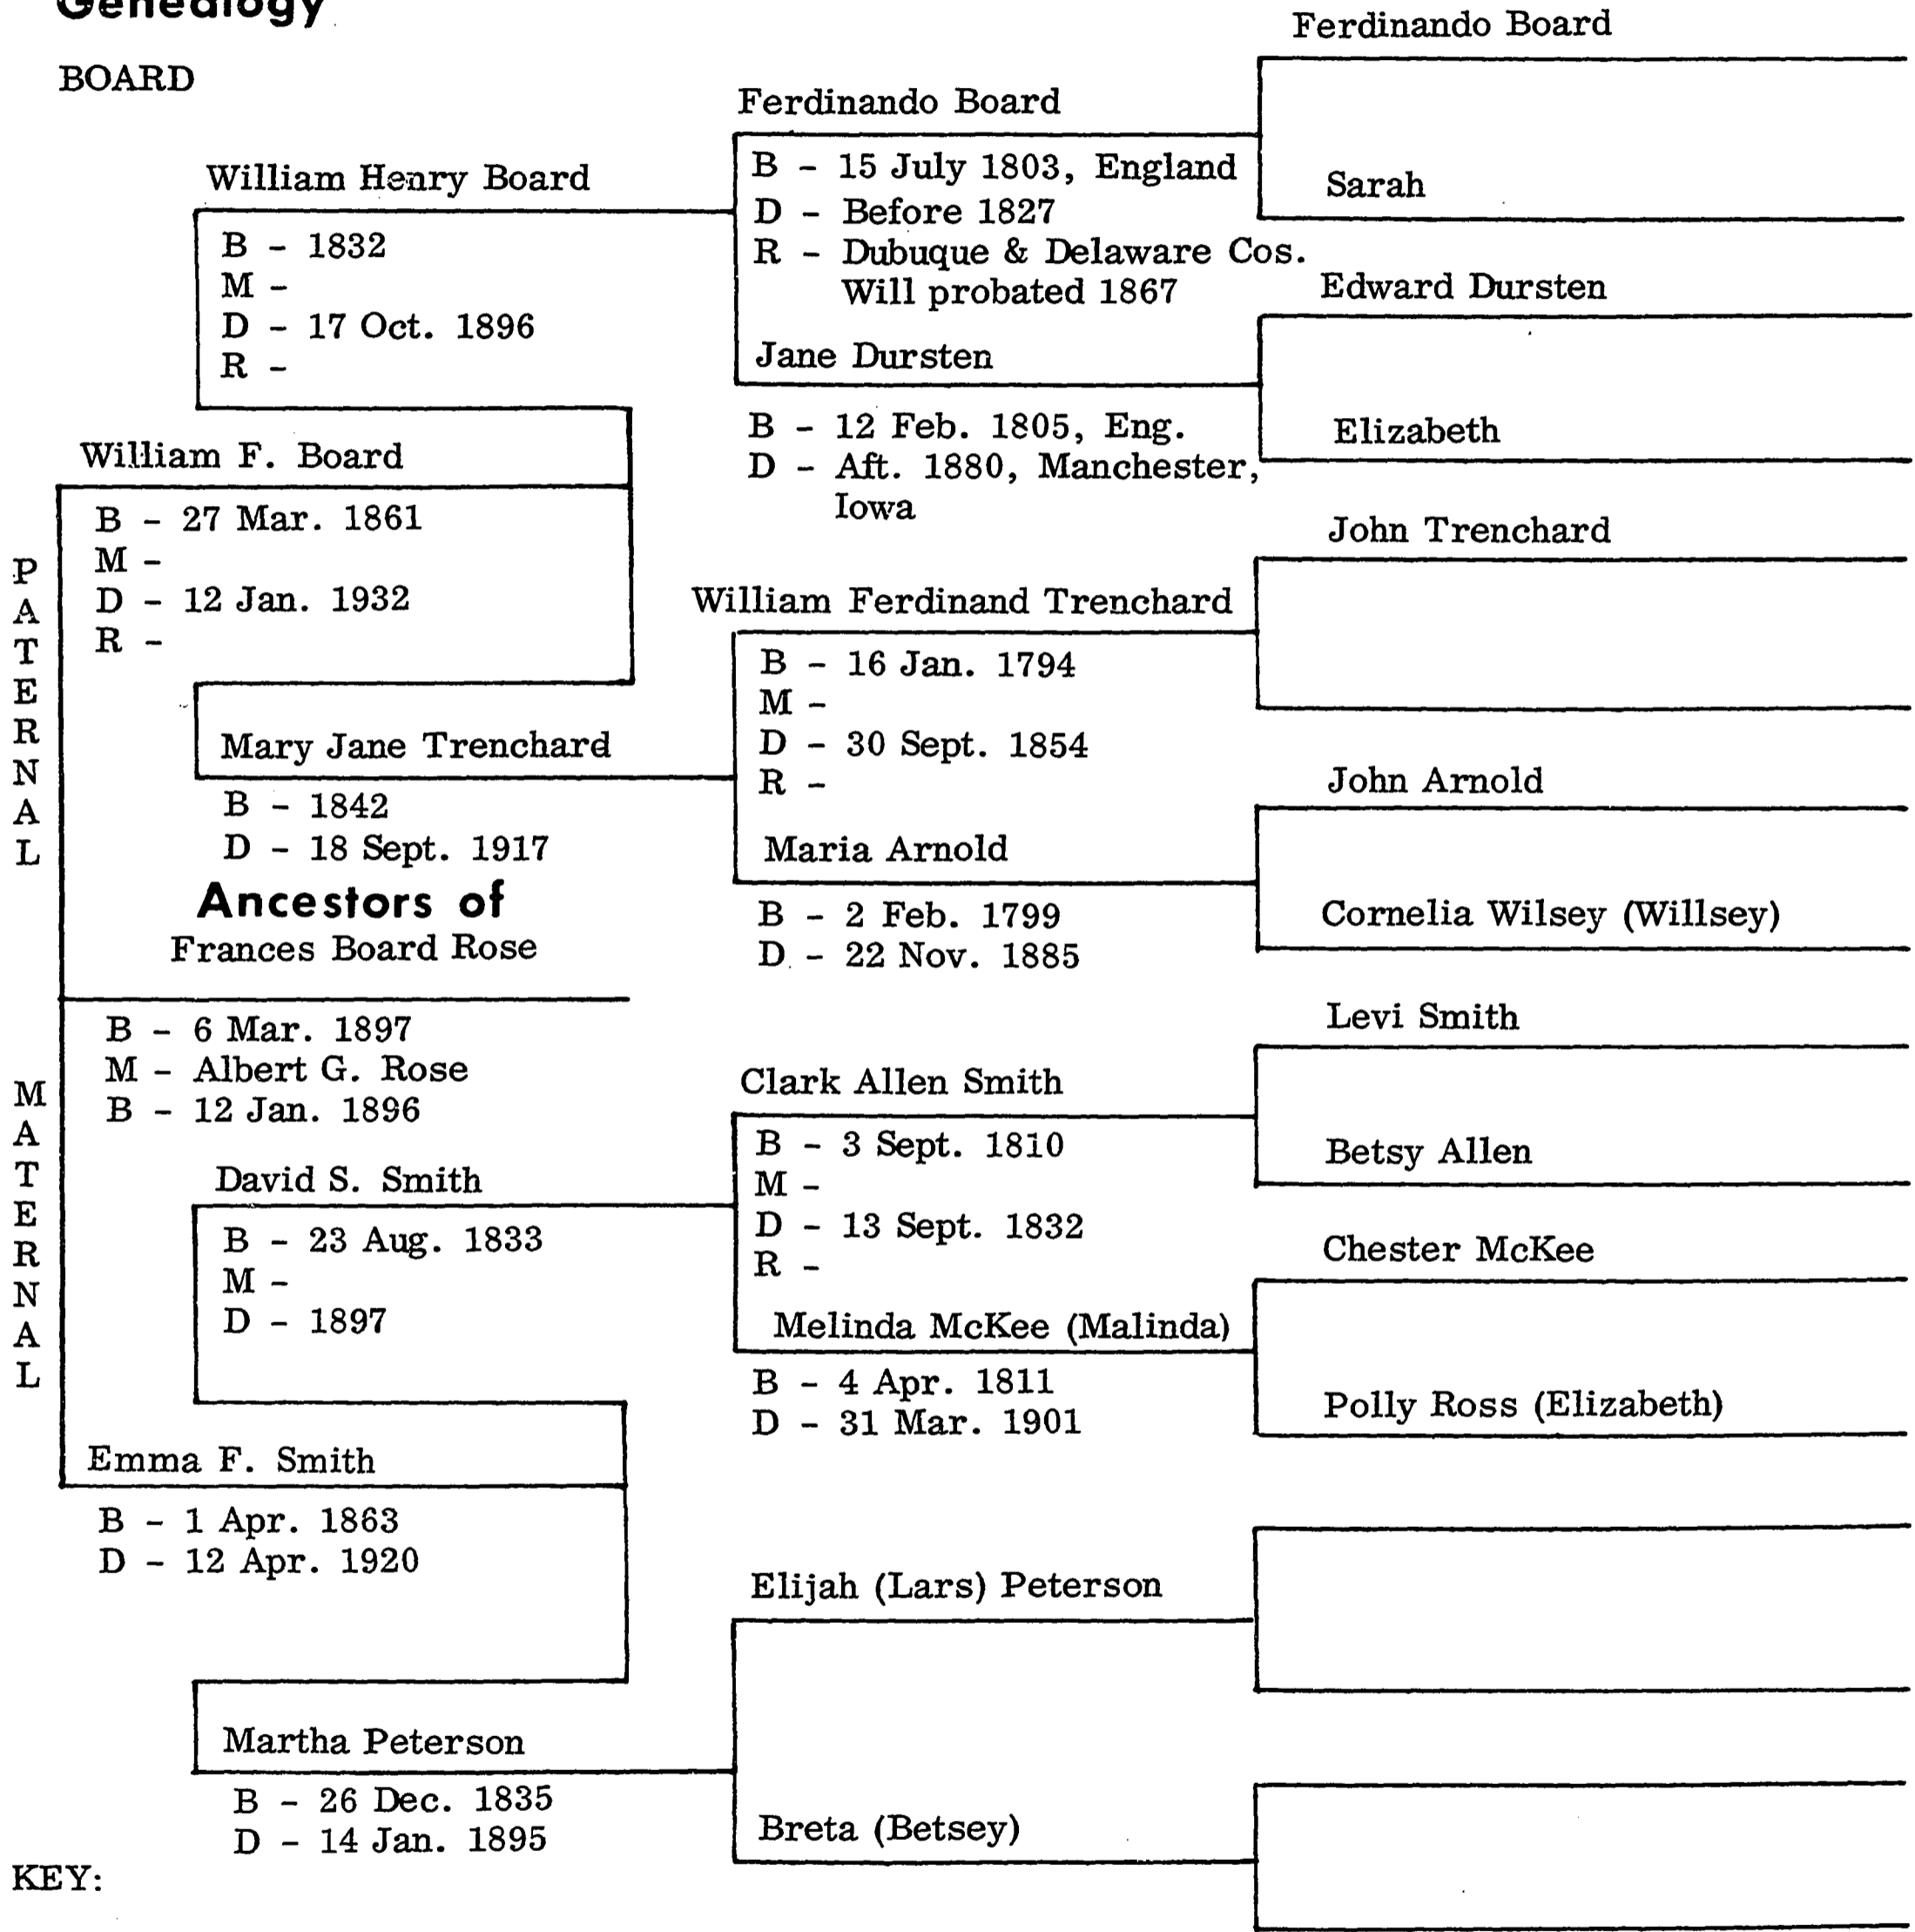 Genealogy
BOARD
Ferdinando Board
Ferdinando Board
B - 15 July 1803, England
D - Before 1827
R - Dubuque & Delaware Cos.
Will probated 1867
Sarah
William Henry Board
B - 1832
M -
D - 17 Oct. 1896
R -
Edward Dursten
Jane Dursten
B - 12 Feb. 1805, Eng.
D - Aft. 1880, Manchester,
Iowa
Elizabeth
William F. Board
B - 27 Mar. 1861
M -
D - 12 Jan. 1932
R -
PATERNAL
John Trenchard
William Ferdinand Trenchard
B - 16 Jan. 1794
M -
D - 30 Sept. 1854
R -
Mary Jane Trenchard
B - 1842
D - 18 Sept. 1917
John Arnold
Maria Arnold
B - 2 Feb. 1799
D - 22 Nov. 1885
Cornelia Wilsey (Willsey)
Ancestors of
Frances Board Rose
B - 6 Mar. 1897
M - Albert G. Rose
B - 12 Jan. 1896
MATERNAL
Levi Smith
Clark Allen Smith
B - 3 Sept. 1810
M -
D - 13 Sept. 1832
R -
Betsy Allen
David S. Smith
B - 23 Aug. 1833
M -
D - 1897
Chester McKee
Melinda McKee (Malinda)
B - 4 Apr. 1811
D - 31 Mar. 1901
Polly Ross (Elizabeth)
Emma F. Smith
B - 1 Apr. 1863
D - 12 Apr. 1920
Elijah (Lars) Peterson
Martha Peterson
B - 26 Dec. 1835
D - 14 Jan. 1895
Breta (Betsey)
KEY: